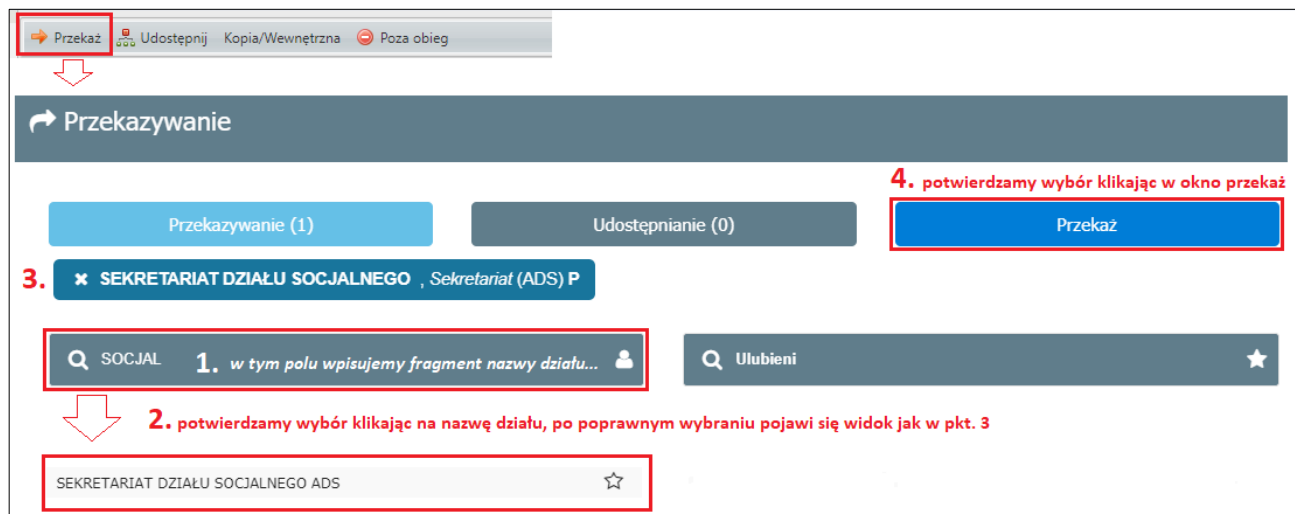 Przekaż Udostępnij Kopia/Wewnętrzna Poza obieg
Przekazywanie
4. potwierdzamy wybór klikając w okno przekaż
Przekazywanie (1) Udostępnianie (0) Przekaż
3. × SEKRETARIAT DZIAŁU SOCJALNEGO , Sekretariat (ADS) P
SOCJAL 1. w tym polu wpisujemy fragment nazwy działu... Ulubieni
2. potwierdzamy wybór klikając na nazwę działu, po poprawnym wybraniu pojawi się widok jak w pkt. 3
SEKRETARIAT DZIAŁU SOCJALNEGO ADS